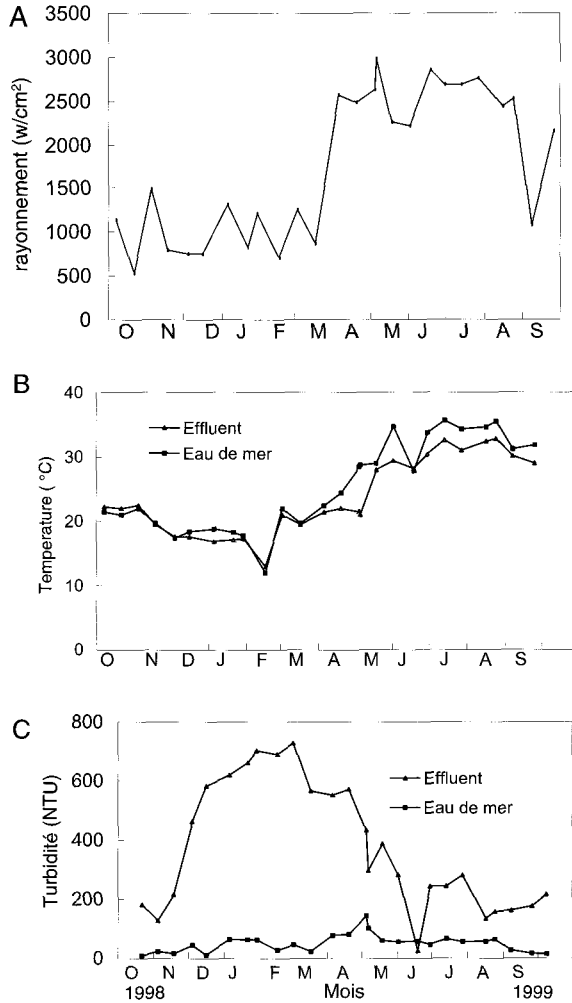 A
rayonnement (w/cm²)
3500
3000
2500
2000
1500
1000
500
0
O N D J F M A M J J A S
B
Temperature ( °C)
40
30
20
10
0
Effluent
Eau de mer
O N D J F M A M J J A S
C
Turbidité (NTU)
800
600
400
200
0
Effluent
Eau de mer
O N D J F M A M J J A S
1998 Mois 1999